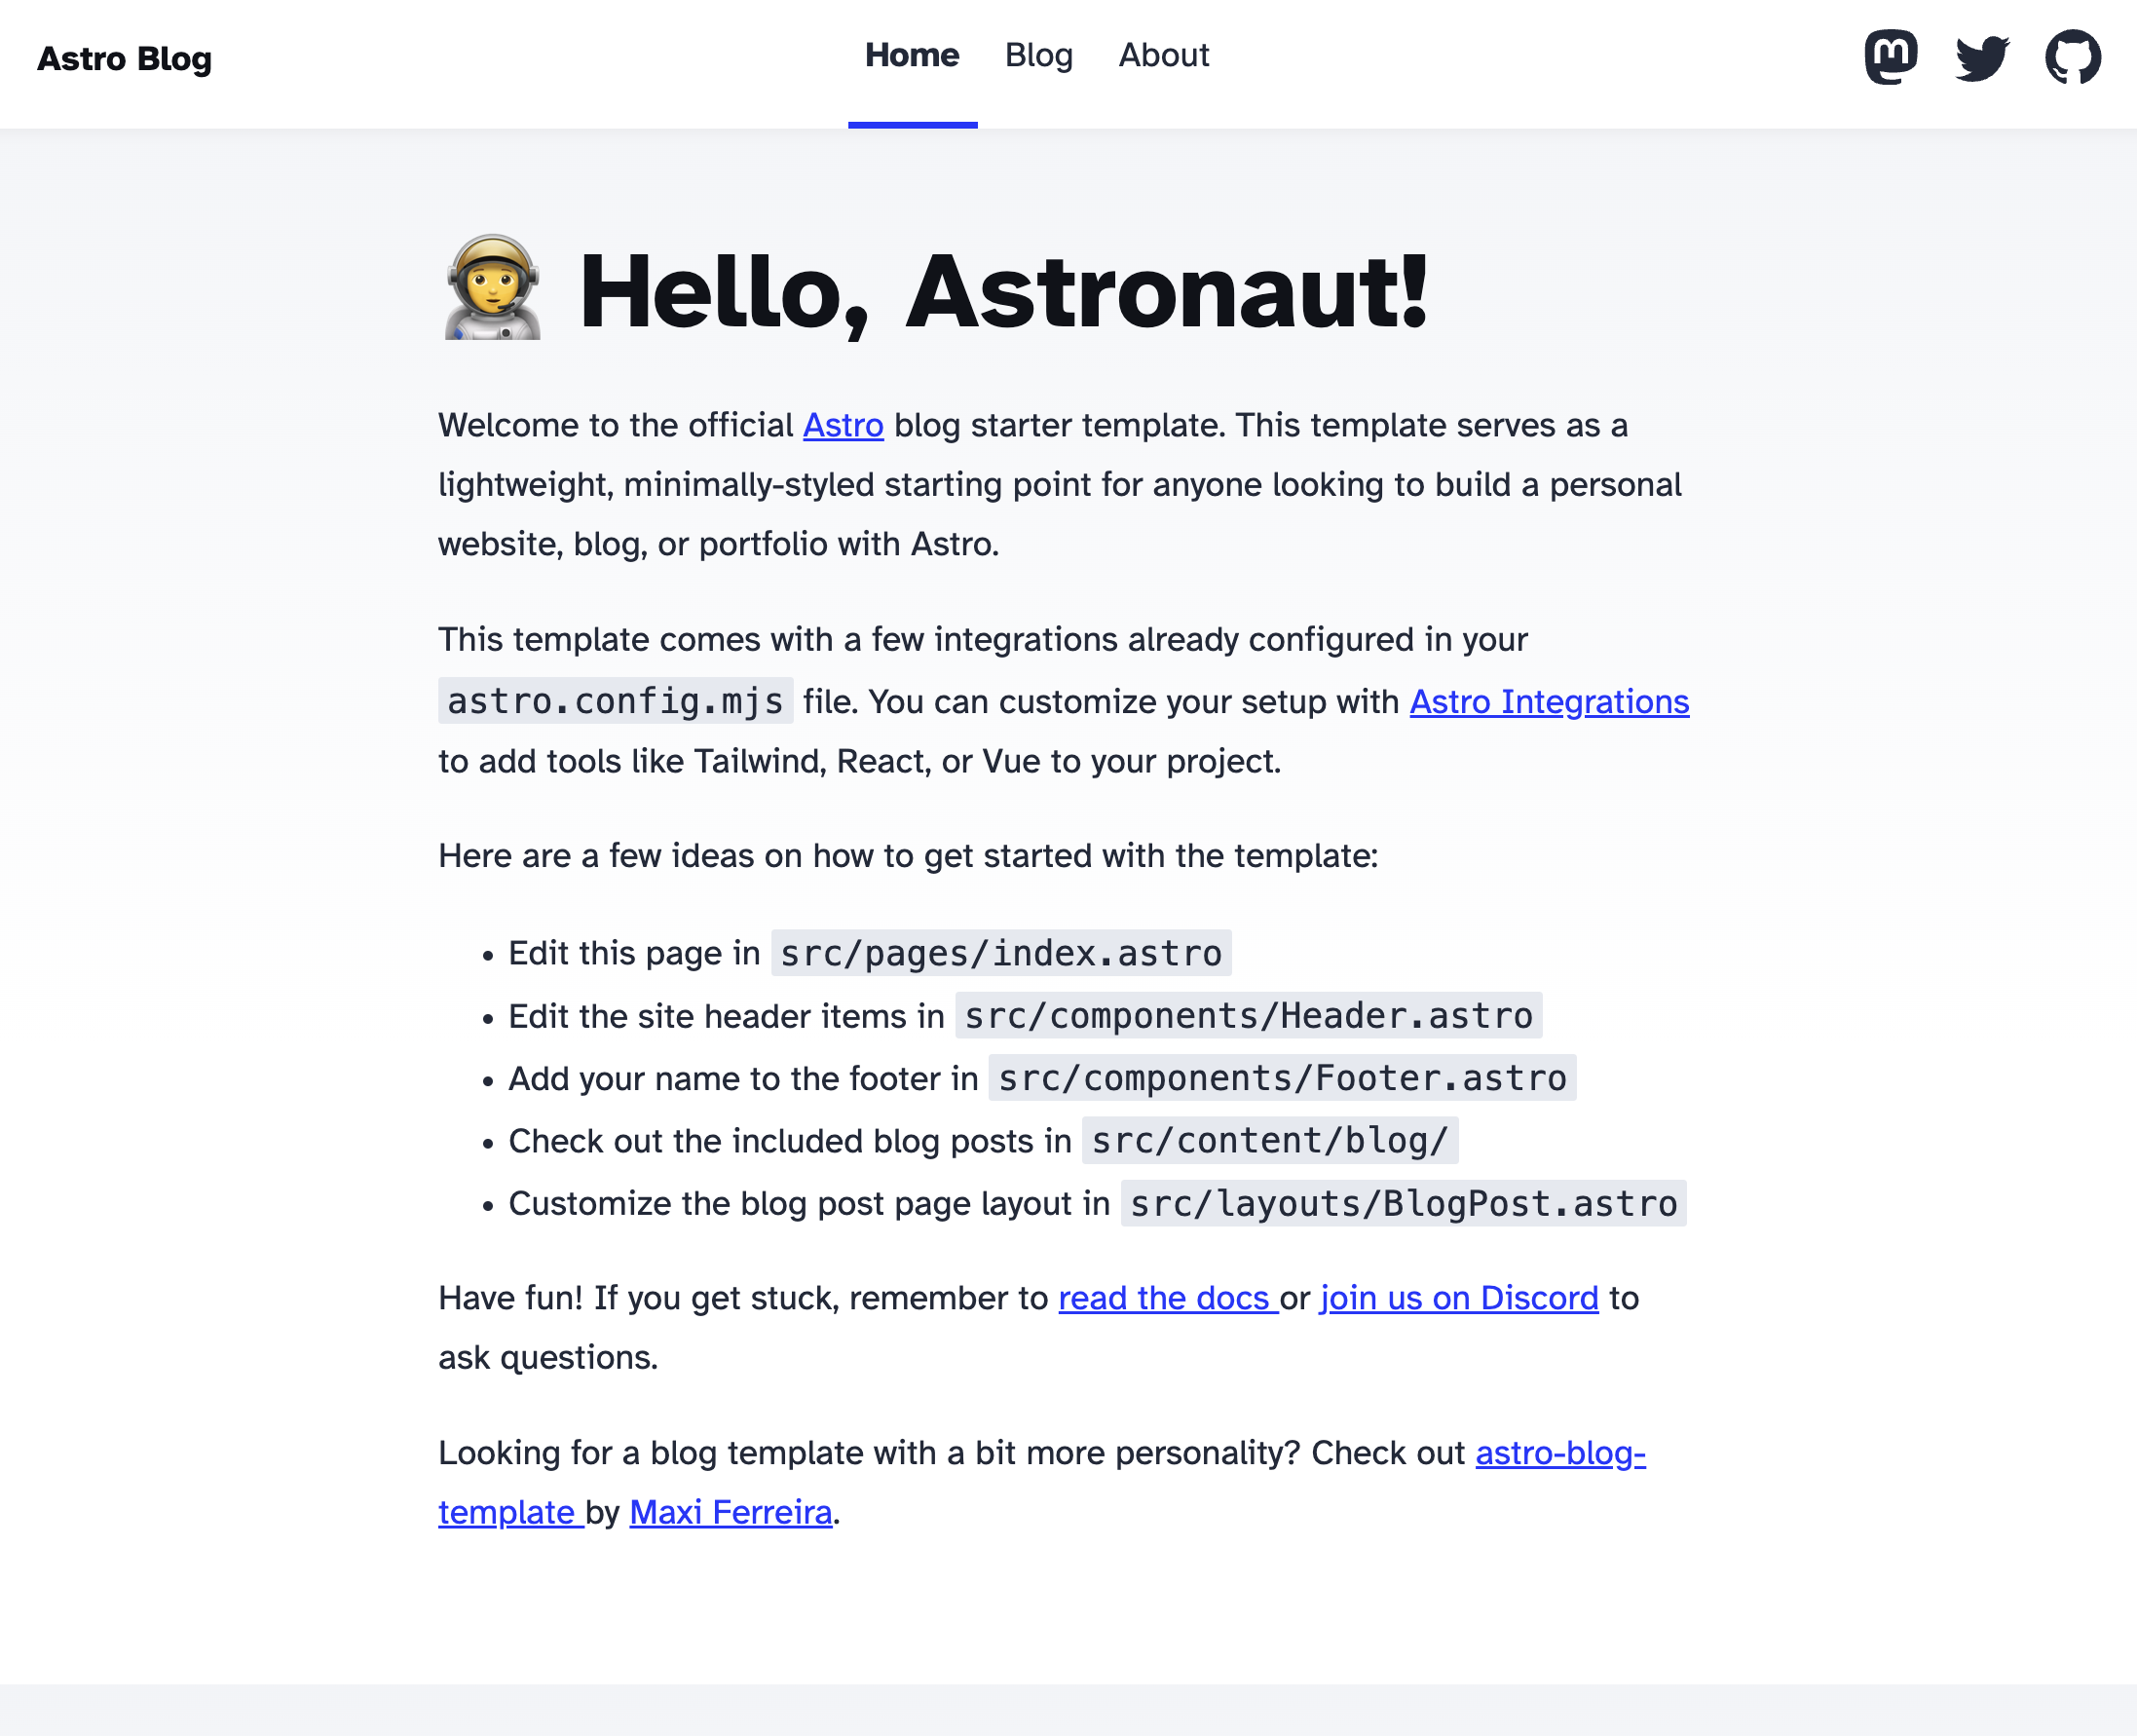 Astro Blog
Home Blog About
🧑‍🚀 Hello, Astronaut!
Welcome to the official Astro blog starter template. This template serves as a
lightweight, minimally-styled starting point for anyone looking to build a personal
website, blog, or portfolio with Astro.
This template comes with a few integrations already configured in your
astro.config.mjs file. You can customize your setup with Astro Integrations
to add tools like Tailwind, React, or Vue to your project.
Here are a few ideas on how to get started with the template:
• Edit this page in src/pages/index.astro
• Edit the site header items in src/components/Header.astro
• Add your name to the footer in src/components/Footer.astro
• Check out the included blog posts in src/content/blog/
• Customize the blog post page layout in src/layouts/BlogPost.astro
Have fun! If you get stuck, remember to read the docs or join us on Discord to
ask questions.
Looking for a blog template with a bit more personality? Check out astro-blog-
template by Maxi Ferreira.